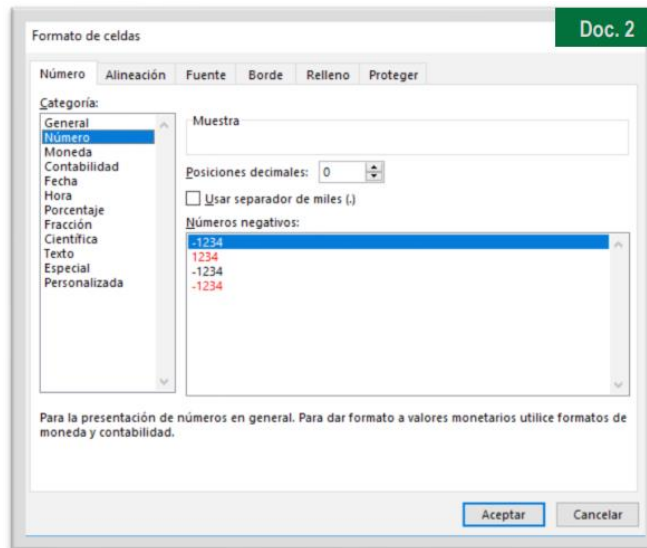 Doc. 2
Formato de celdas
Número Alineación Fuente Borde Relleno Proteger
Categoría:
General
Número
Moneda
Contabilidad
Fecha
Hora
Porcentaje
Fracción
Científica
Texto
Especial
Personalizada
Muestra
Posiciones decimales: 0
Usar separador de miles (.)
Números negativos:
-1234
1234
-1234
-1234
Para la presentación de números en general. Para dar formato a valores monetarios utilice formatos de
moneda y contabilidad.
Aceptar Cancelar